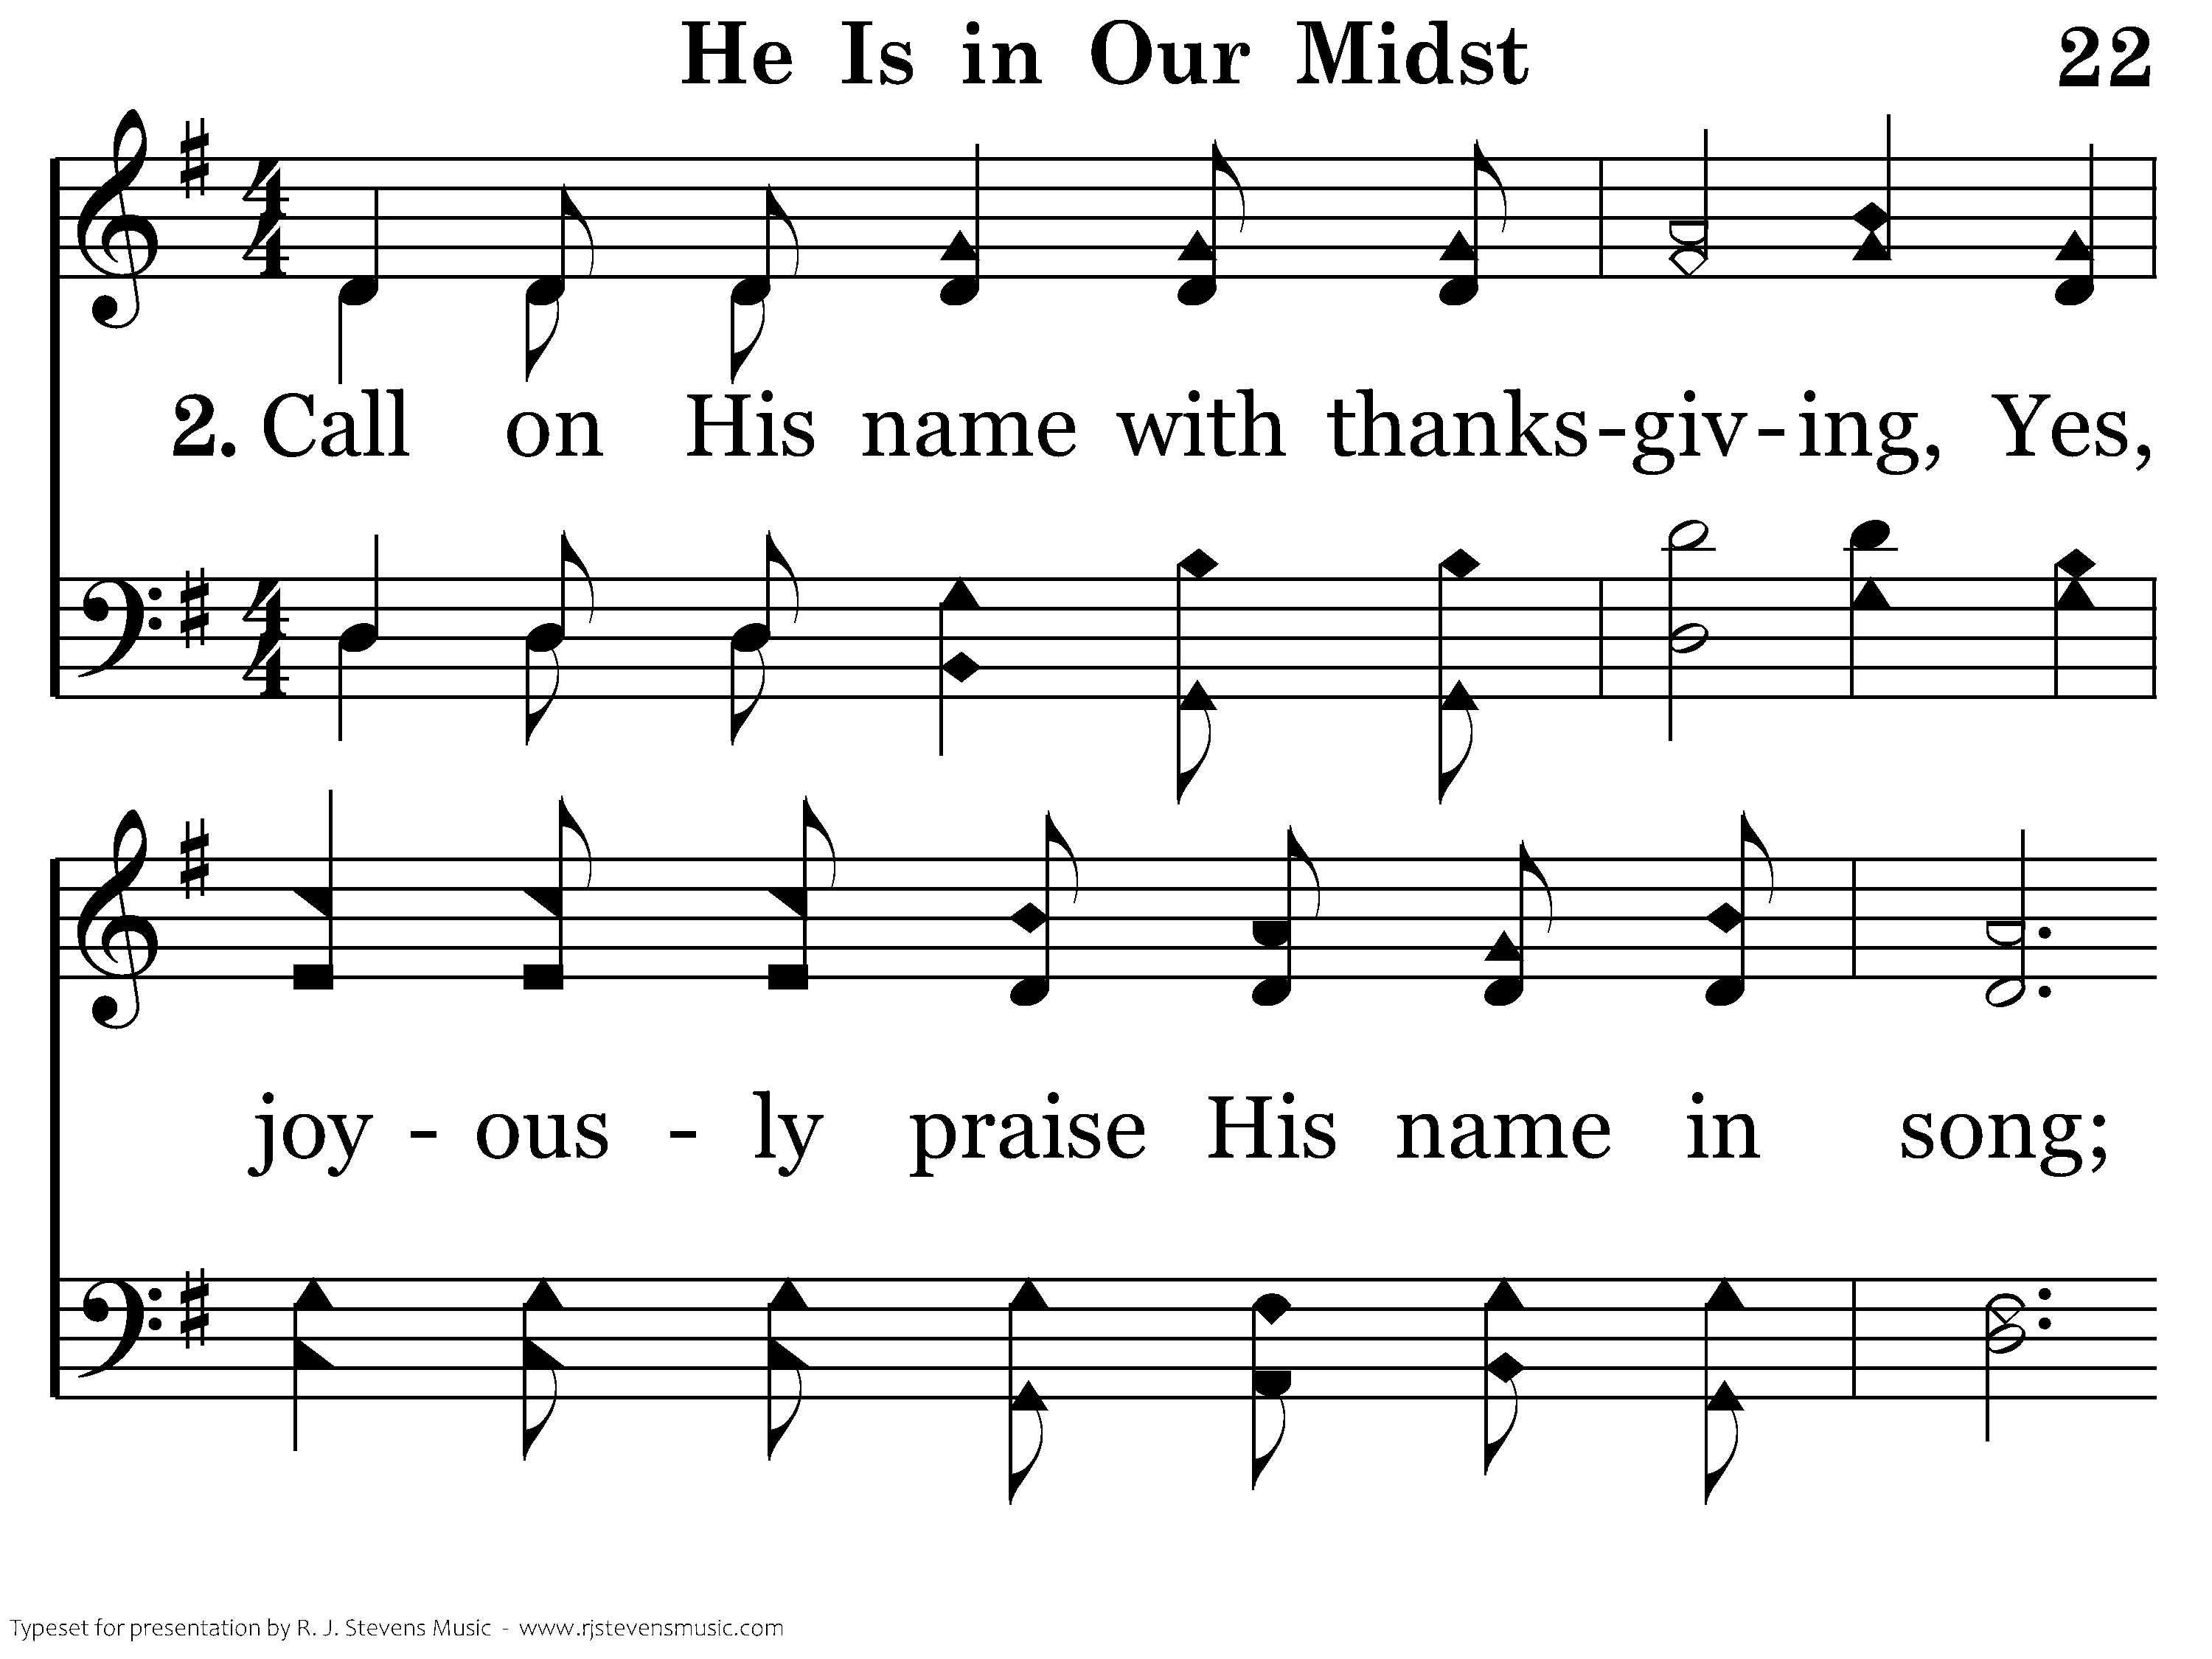 He Is in Our Midst 22
2. Call on His name with thanks-giv-ing, Yes,
joy - ous - ly praise His name in song;
Typeset for presentation by R. J. Stevens Music - www.rjstevensmusic.com